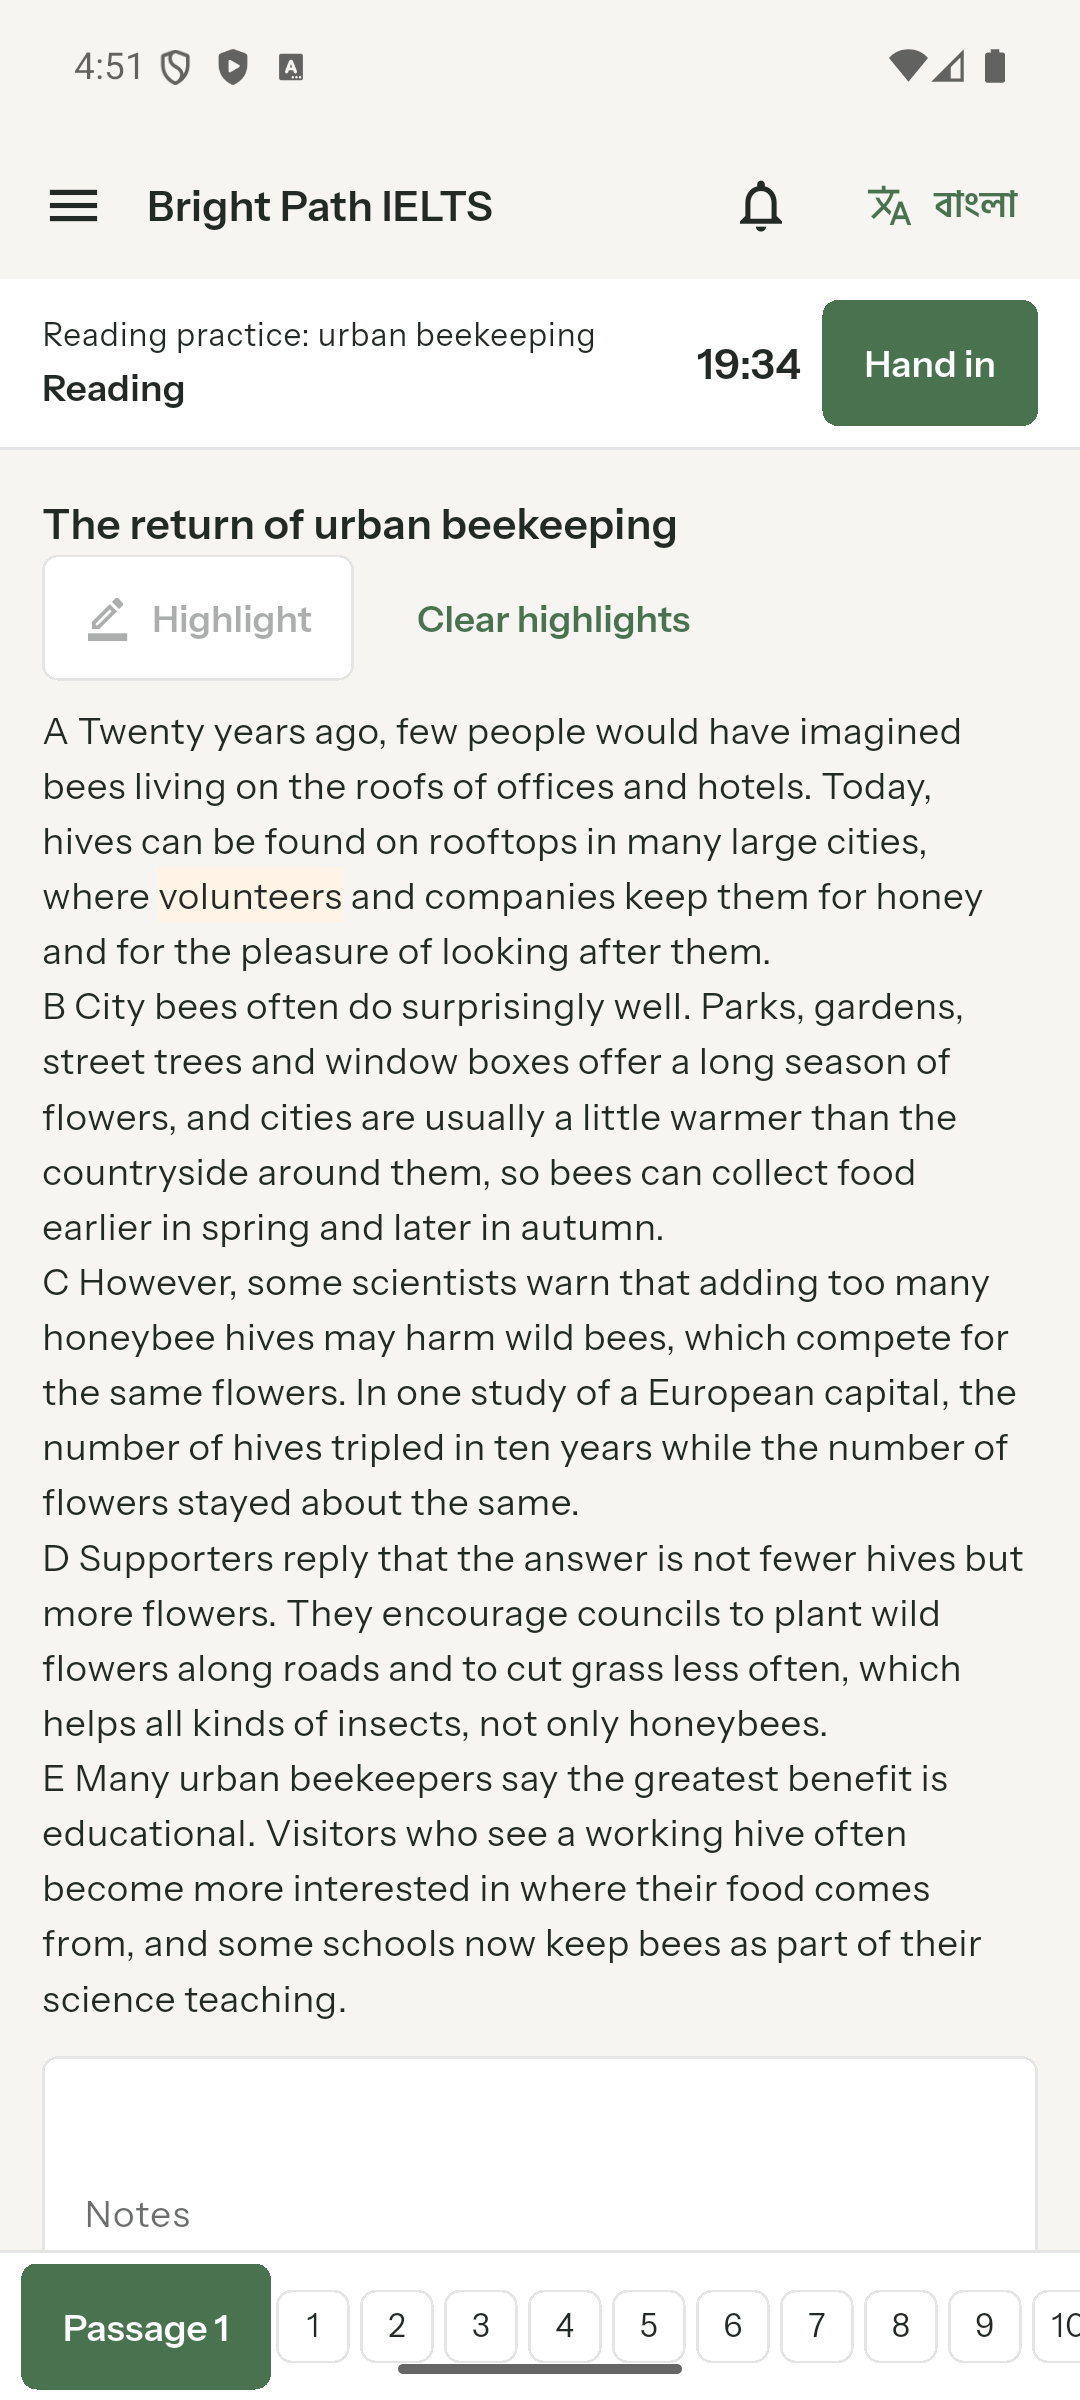 4:51
Bright Path IELTS
বাংলা
Reading practice: urban beekeeping
Reading
19:34
Hand in
The return of urban beekeeping
Highlight
Clear highlights
A Twenty years ago, few people would have imagined
bees living on the roofs of offices and hotels. Today,
hives can be found on rooftops in many large cities,
where volunteers and companies keep them for honey
and for the pleasure of looking after them.
B City bees often do surprisingly well. Parks, gardens,
street trees and window boxes offer a long season of
flowers, and cities are usually a little warmer than the
countryside around them, so bees can collect food
earlier in spring and later in autumn.
C However, some scientists warn that adding too many
honeybee hives may harm wild bees, which compete for
the same flowers. In one study of a European capital, the
number of hives tripled in ten years while the number of
flowers stayed about the same.
D Supporters reply that the answer is not fewer hives but
more flowers. They encourage councils to plant wild
flowers along roads and to cut grass less often, which
helps all kinds of insects, not only honeybees.
E Many urban beekeepers say the greatest benefit is
educational. Visitors who see a working hive often
become more interested in where their food comes
from, and some schools now keep bees as part of their
science teaching.
Notes
Passage 1
1
2
3
4
5
6
7
8
9
10